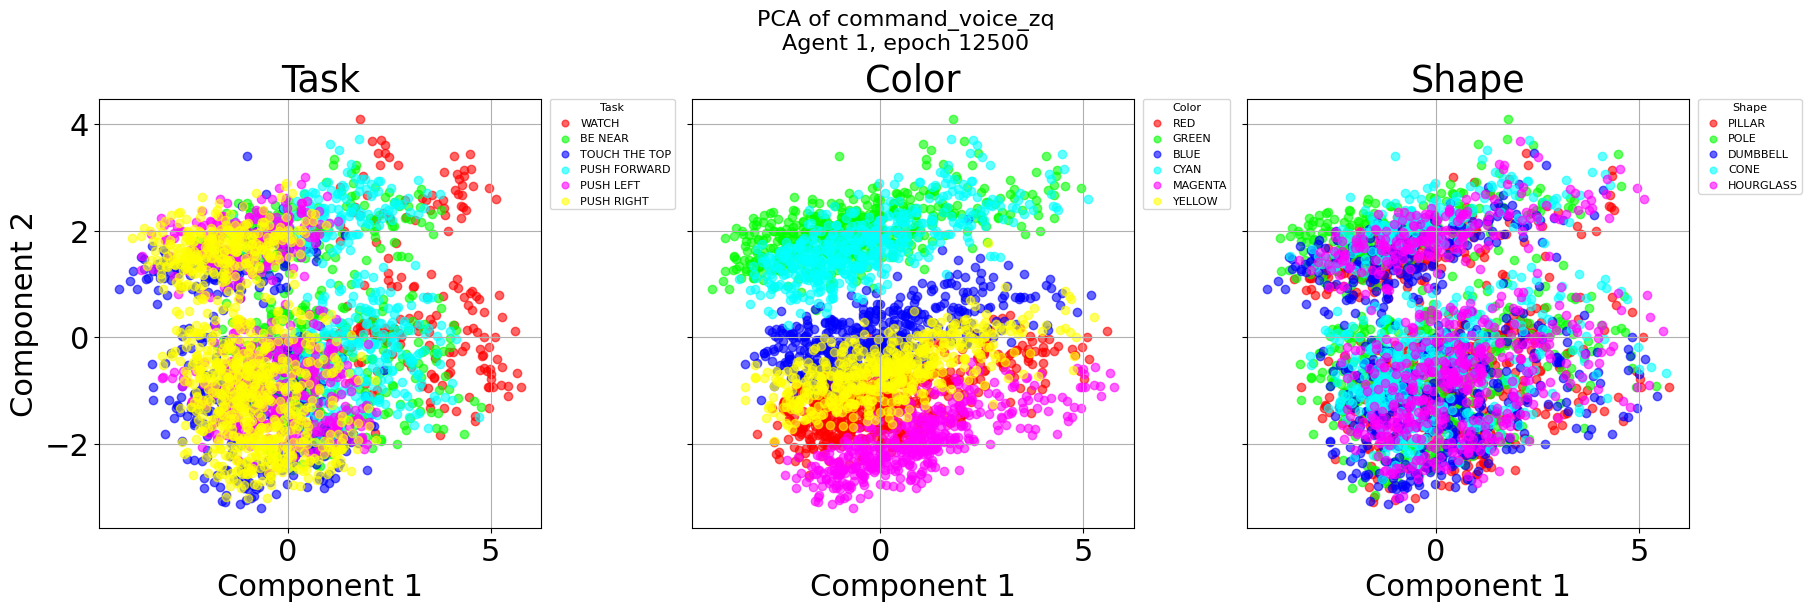 PCA of command_voice_zq
Agent 1, epoch 12500
Task
Component 2
4
2
0
−2
0
5
Component 1
Task
WATCH
BE NEAR
TOUCH THE TOP
PUSH FORWARD
PUSH LEFT
PUSH RIGHT
Color
0
5
Component 1
Color
RED
GREEN
BLUE
CYAN
MAGENTA
YELLOW
Shape
0
5
Component 1
Shape
PILLAR
POLE
DUMBBELL
CONE
HOURGLASS